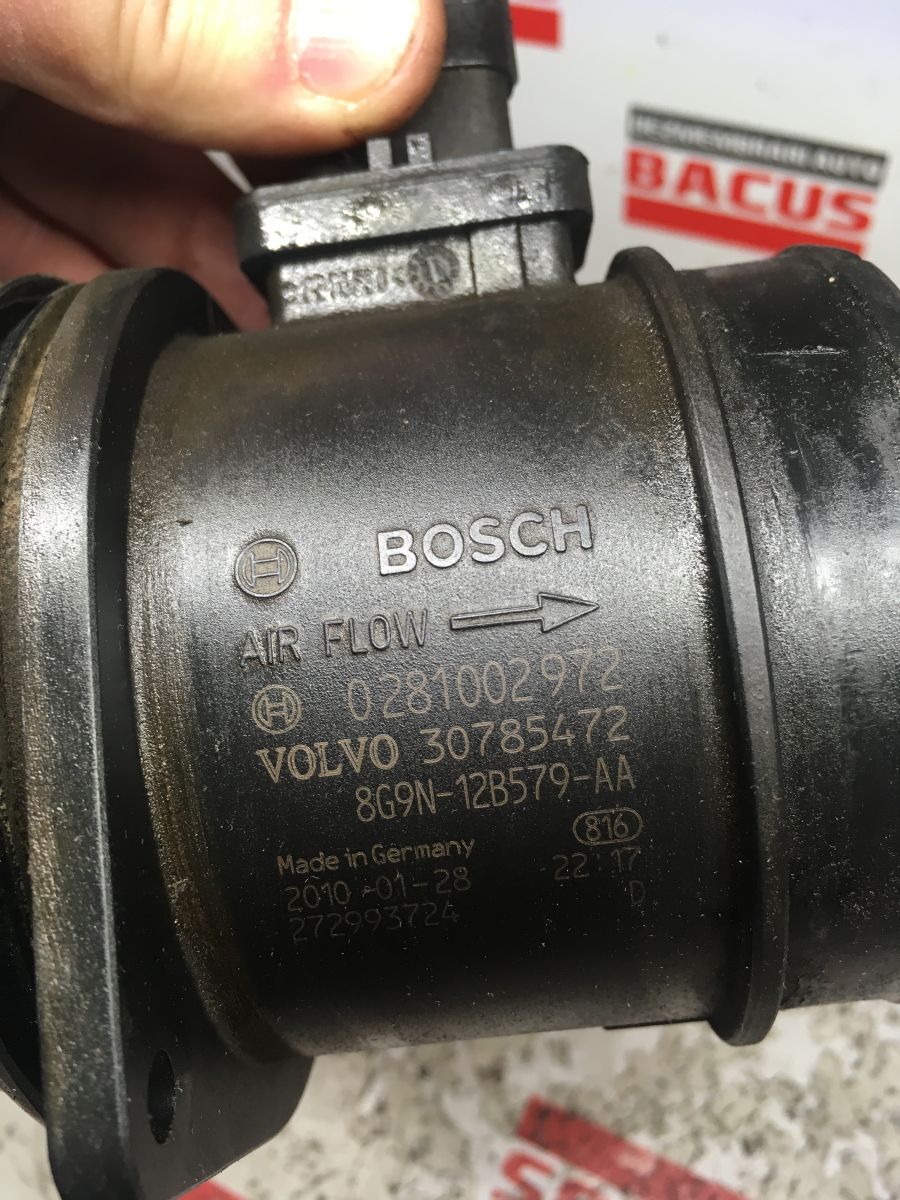 BACUS
BOSCH
AIR FLOW
0281002972
VOLVO 30785472
8G9N-12B579-AA
816
Made in Germany
2010-01-28 22:17
272993724 D